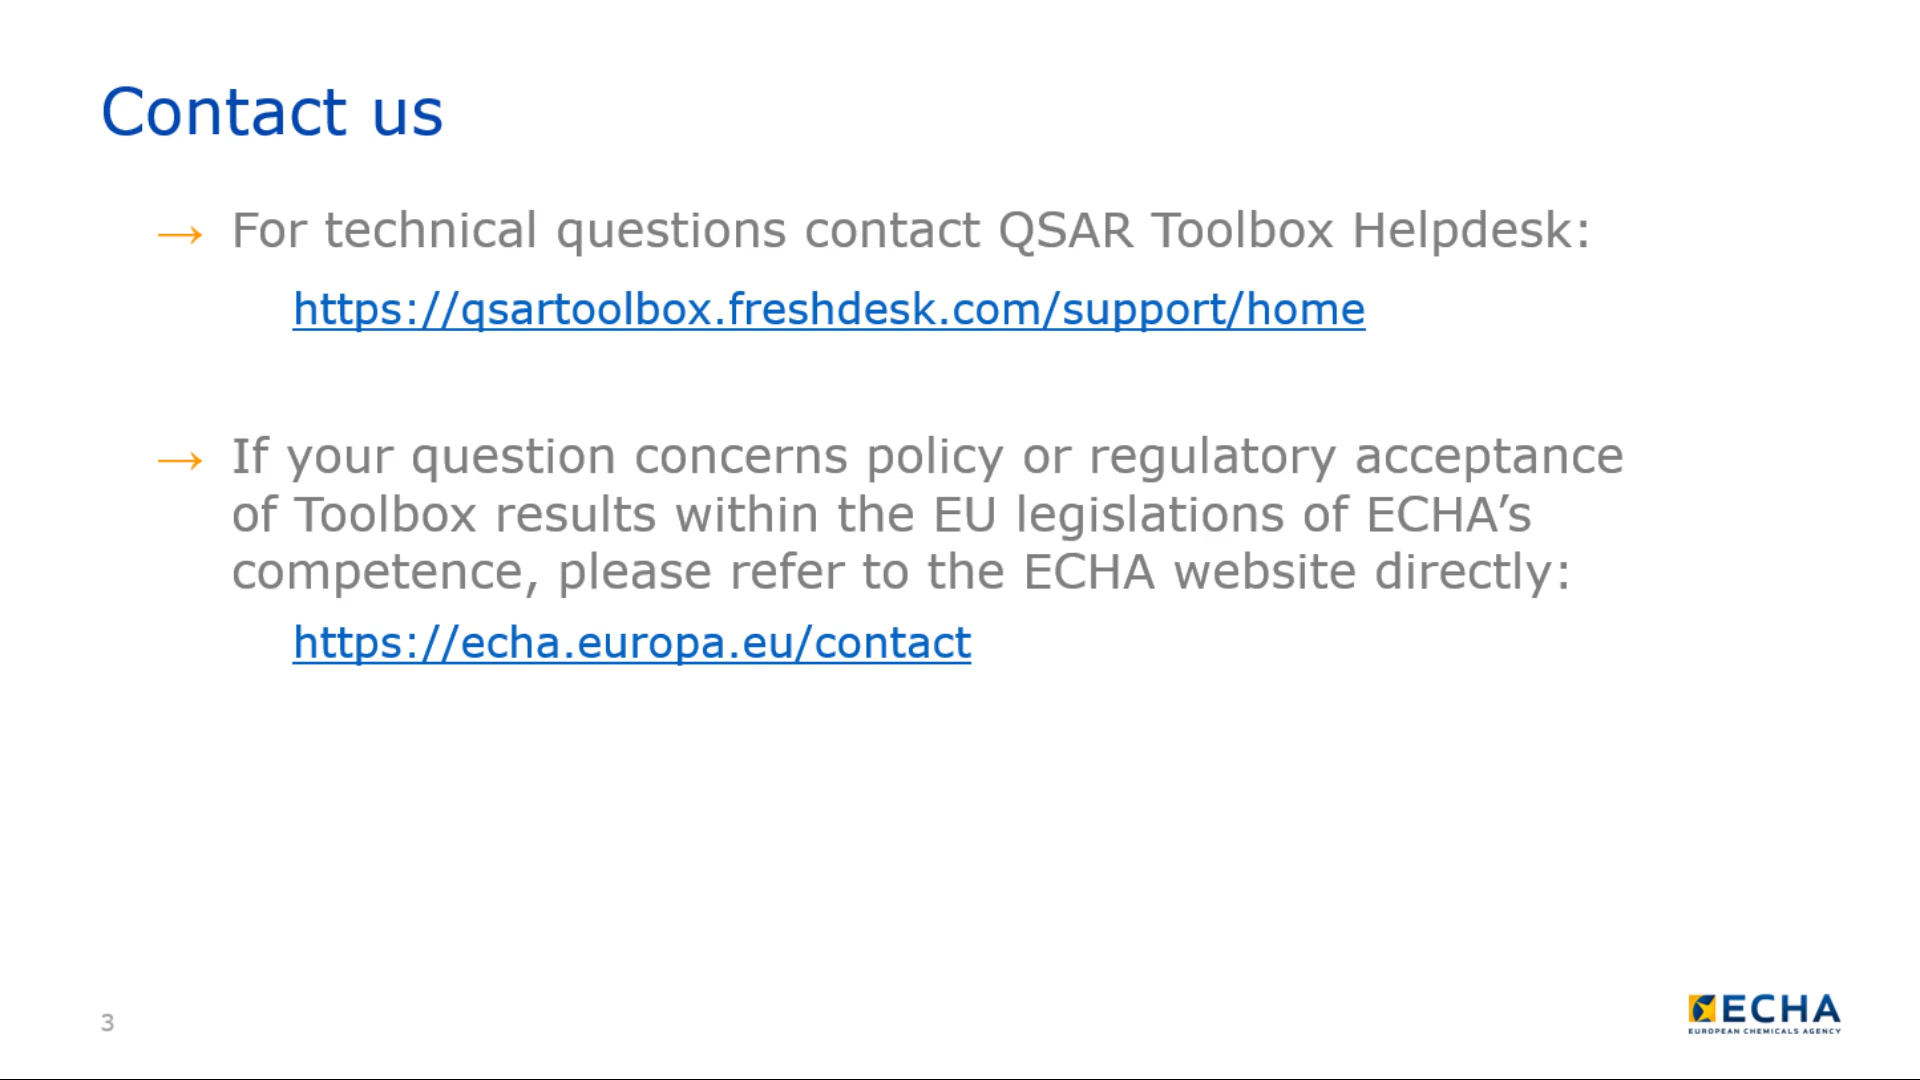 Contact us
→ For technical questions contact QSAR Toolbox Helpdesk:
https://qsartoolbox.freshdesk.com/support/home
→ If your question concerns policy or regulatory acceptance
of Toolbox results within the EU legislations of ECHA’s
competence, please refer to the ECHA website directly:
https://echa.europa.eu/contact
3
ECHA
EUROPEAN CHEMICALS AGENCY